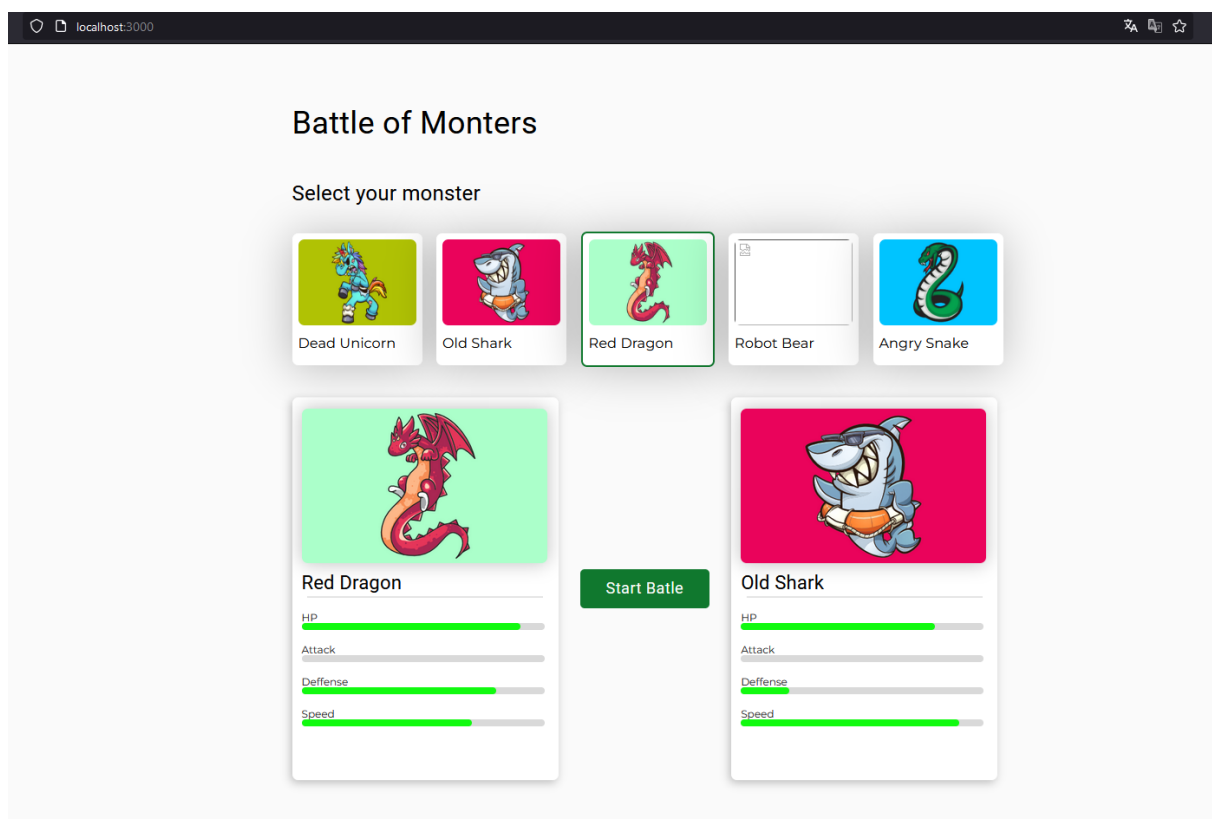 localhost:3000
Battle of Monters
Select your monster
Dead Unicorn
Old Shark
Red Dragon
Robot Bear
Angry Snake
Red Dragon
HP
Attack
Deffense
Speed
Start Batle
Old Shark
HP
Attack
Deffense
Speed